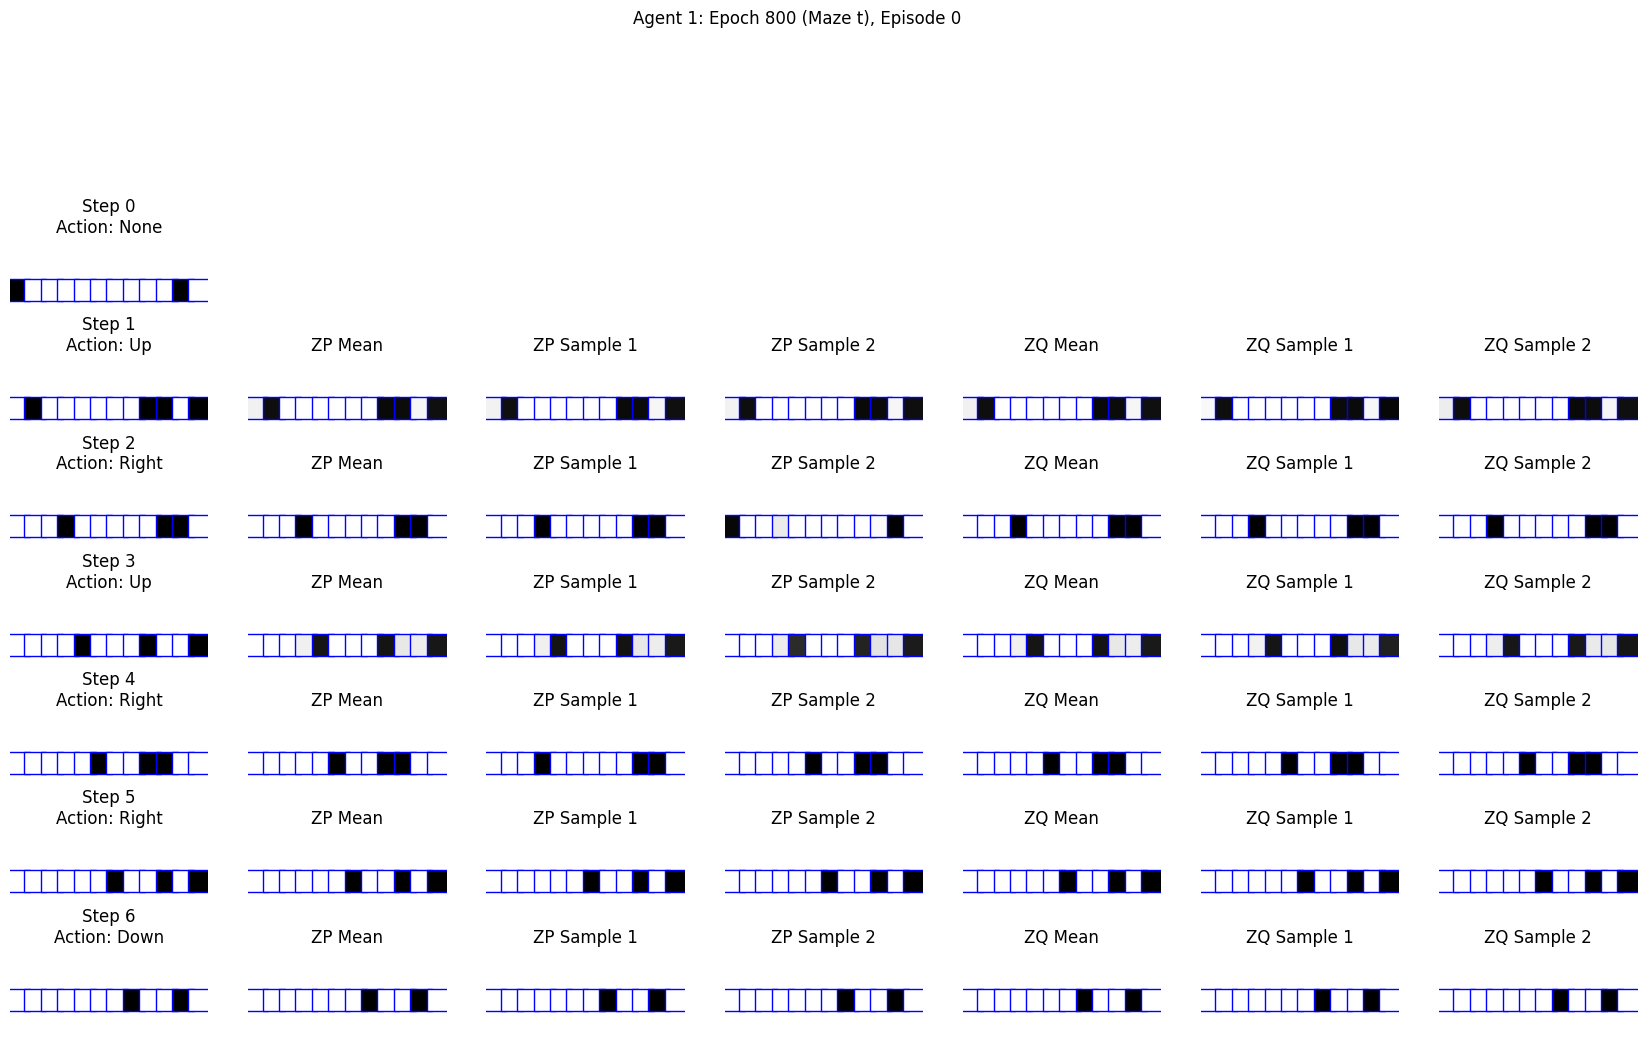 Agent 1: Epoch 800 (Maze t), Episode 0
Step 0
Action: None
Step 1
Action: Up
ZP Mean
ZP Sample 1
ZP Sample 2
ZQ Mean
ZQ Sample 1
ZQ Sample 2
Step 2
Action: Right
ZP Mean
ZP Sample 1
ZP Sample 2
ZQ Mean
ZQ Sample 1
ZQ Sample 2
Step 3
Action: Up
ZP Mean
ZP Sample 1
ZP Sample 2
ZQ Mean
ZQ Sample 1
ZQ Sample 2
Step 4
Action: Right
ZP Mean
ZP Sample 1
ZP Sample 2
ZQ Mean
ZQ Sample 1
ZQ Sample 2
Step 5
Action: Right
ZP Mean
ZP Sample 1
ZP Sample 2
ZQ Mean
ZQ Sample 1
ZQ Sample 2
Step 6
Action: Down
ZP Mean
ZP Sample 1
ZP Sample 2
ZQ Mean
ZQ Sample 1
ZQ Sample 2